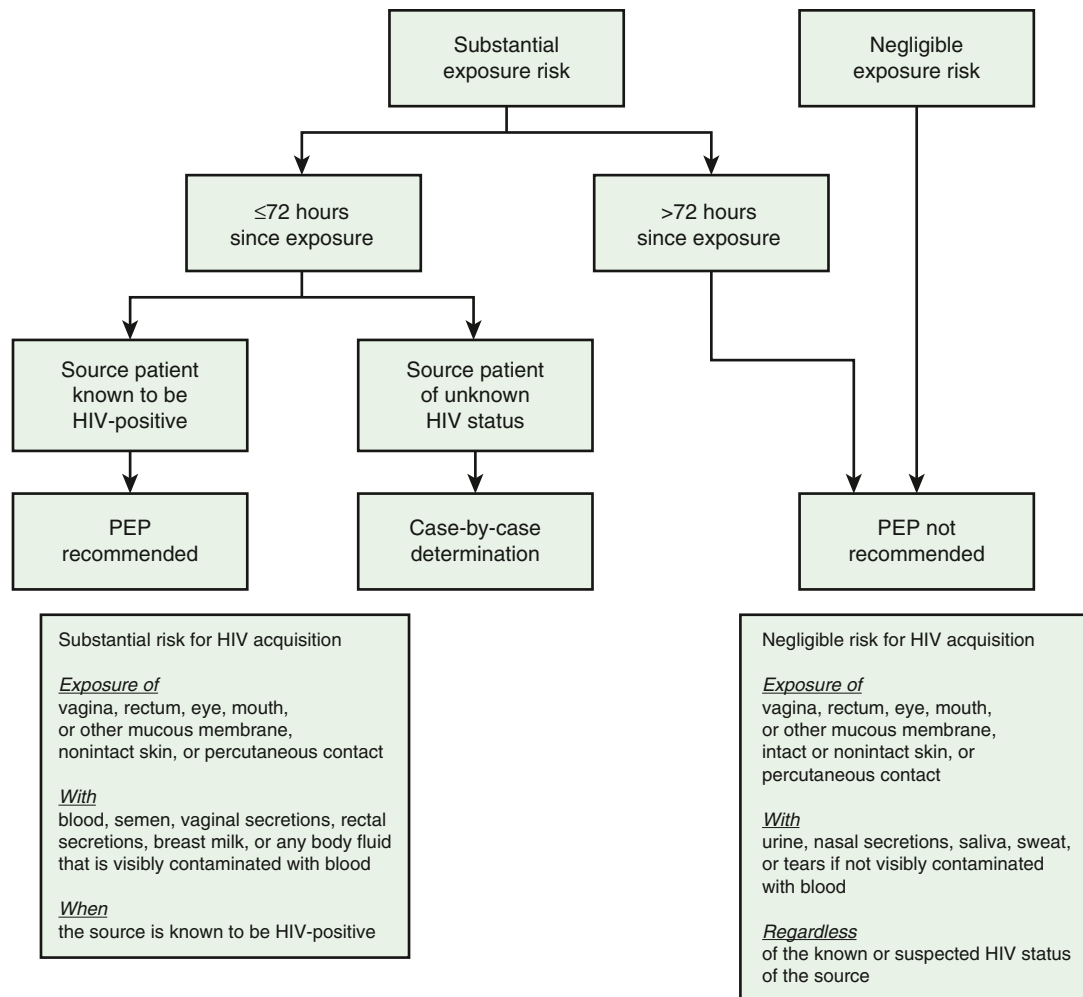 Substantial
exposure risk
Negligible
exposure risk
≤72 hours
since exposure
>72 hours
since exposure
Source patient
known to be
HIV-positive
Source patient
of unknown
HIV status
PEP
recommended
Case-by-case
determination
PEP not
recommended
Substantial risk for HIV acquisition
Exposure of
vagina, rectum, eye, mouth,
or other mucous membrane,
nonintact skin, or percutaneous contact
With
blood, semen, vaginal secretions, rectal
secretions, breast milk, or any body fluid
that is visibly contaminated with blood
When
the source is known to be HIV-positive
Negligible risk for HIV acquisition
Exposure of
vagina, rectum, eye, mouth,
or other mucous membrane,
intact or nonintact skin, or
percutaneous contact
With
urine, nasal secretions, saliva, sweat,
or tears if not visibly contaminated
with blood
Regardless
of the known or suspected HIV status
of the source